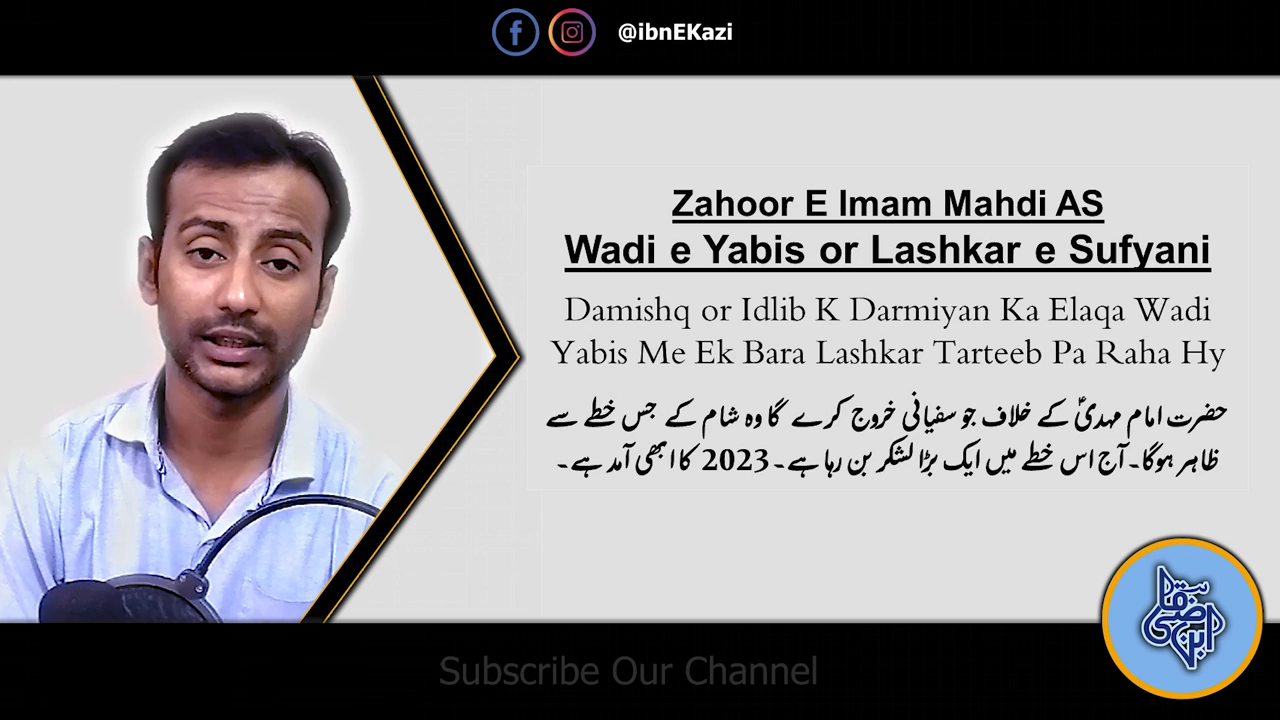 @ibnEKazi
Zahoor E Imam Mahdi AS
Wadi e Yabis or Lashkar e Sufyani
Damishq or Idlib K Darmiyan Ka Elaqa Wadi
Yabis Me Ek Bara Lashkar Tarteeb Pa Raha Hy
حضرت امام مہدیؑ کے خلاف جو سفیانی خروج کرے گا وہ شام کے جس خطے سے
ظاہر ہوگا۔ آج اس خطے میں ایک بڑا لشکر بن رہا ہے۔ 2023 کا ابھی آمد ہے۔
Subscribe Our Channel